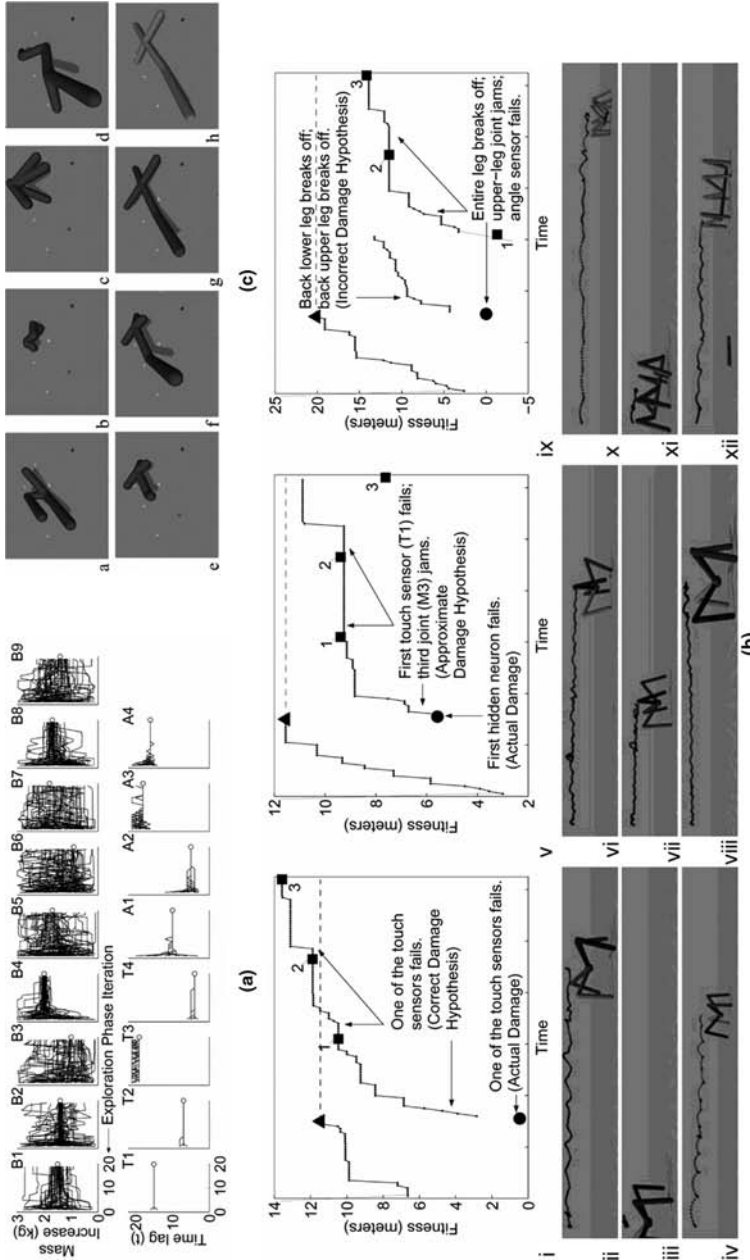 B1 B2 B3 B4 B5 B6 B7 B8 B9
Mass
Increase (kg)
3
2
1
0
0 10 20
Exploration Phase Iteration
T1 T2 T3 T4 A1 A2 A3 A4
Time lag (t)
20
10
0
0 10 20
(a)
a b c d
e f g h
(c)
Fitness (meters)
14
12
10
8
6
4
2
0
1
2
3
One of the touch
sensors fails.
(Correct Damage
Hypothesis)
One of the touch sensors fails.
(Actual Damage)
Time
Fitness (meters)
12
10
8
6
4
2
1
2
3
First touch sensor (T1) fails;
third joint (M3) jams.
(Approximate
Damage Hypothesis)
First hidden neuron fails.
(Actual Damage)
Time
Fitness (meters)
25
20
15
10
5
0
-5
1
2
3
Back lower leg breaks off;
back upper leg breaks off.
(Incorrect Damage Hypothesis)
Entire leg breaks off;
upper-leg joint jams;
angle sensor fails.
Time
i
ii
iii
iv
v
vi
vii
viii
ix
x
xi
xii
(b)